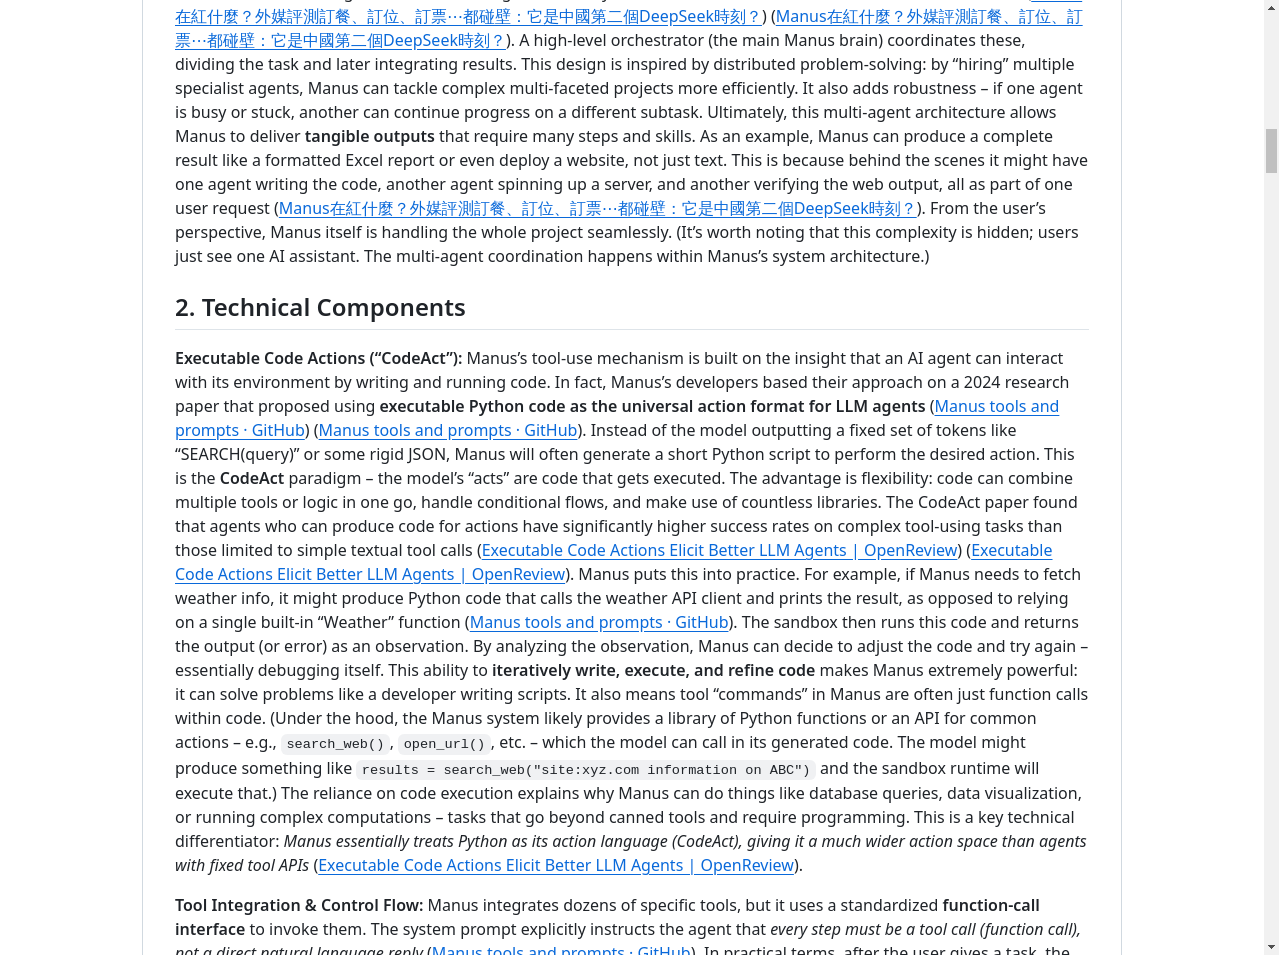 在紅什麼？外媒評測訂餐、訂位、訂票⋯都碰壁：它是中國第二個DeepSeek時刻？) (Manus在紅什麼？外媒評測訂餐、訂位、訂
票⋯都碰壁：它是中國第二個DeepSeek時刻？). A high-level orchestrator (the main Manus brain) coordinates these,
dividing the task and later integrating results. This design is inspired by distributed problem-solving: by “hiring” multiple
specialist agents, Manus can tackle complex multi-faceted projects more efficiently. It also adds robustness – if one agent
is busy or stuck, another can continue progress on a different subtask. Ultimately, this multi-agent architecture allows
Manus to deliver tangible outputs that require many steps and skills. As an example, Manus can produce a complete
result like a formatted Excel report or even deploy a website, not just text. This is because behind the scenes it might have
one agent writing the code, another agent spinning up a server, and another verifying the web output, all as part of one
user request (Manus在紅什麼？外媒評測訂餐、訂位、訂票⋯都碰壁：它是中國第二個DeepSeek時刻？). From the user’s
perspective, Manus itself is handling the whole project seamlessly. (It’s worth noting that this complexity is hidden; users
just see one AI assistant. The multi-agent coordination happens within Manus’s system architecture.)
2. Technical Components
Executable Code Actions (“CodeAct”): Manus’s tool-use mechanism is built on the insight that an AI agent can interact
with its environment by writing and running code. In fact, Manus’s developers based their approach on a 2024 research
paper that proposed using executable Python code as the universal action format for LLM agents (Manus tools and
prompts · GitHub) (Manus tools and prompts · GitHub). Instead of the model outputting a fixed set of tokens like
“SEARCH(query)” or some rigid JSON, Manus will often generate a short Python script to perform the desired action. This
is the CodeAct paradigm – the model’s “acts” are code that gets executed. The advantage is flexibility: code can combine
multiple tools or logic in one go, handle conditional flows, and make use of countless libraries. The CodeAct paper found
that agents who can produce code for actions have significantly higher success rates on complex tool-using tasks than
those limited to simple textual tool calls (Executable Code Actions Elicit Better LLM Agents | OpenReview) (Executable
Code Actions Elicit Better LLM Agents | OpenReview). Manus puts this into practice. For example, if Manus needs to fetch
weather info, it might produce Python code that calls the weather API client and prints the result, as opposed to relying
on a single built-in “Weather” function (Manus tools and prompts · GitHub). The sandbox then runs this code and returns
the output (or error) as an observation. By analyzing the observation, Manus can decide to adjust the code and try again –
essentially debugging itself. This ability to iteratively write, execute, and refine code makes Manus extremely powerful:
it can solve problems like a developer writing scripts. It also means tool “commands” in Manus are often just function calls
within code. (Under the hood, the Manus system likely provides a library of Python functions or an API for common
actions – e.g., search_web() , open_url() , etc. – which the model can call in its generated code. The model might
produce something like results = search_web("site:xyz.com information on ABC") and the sandbox runtime will
execute that.) The reliance on code execution explains why Manus can do things like database queries, data visualization,
or running complex computations – tasks that go beyond canned tools and require programming. This is a key technical
differentiator: Manus essentially treats Python as its action language (CodeAct), giving it a much wider action space than agents
with fixed tool APIs (Executable Code Actions Elicit Better LLM Agents | OpenReview).
Tool Integration & Control Flow: Manus integrates dozens of specific tools, but it uses a standardized function-call
interface to invoke them. The system prompt explicitly instructs the agent that every step must be a tool call (function call),
not a direct natural language reply (Manus tools and prompts · GitHub). In practical terms, after the user gives a task, the